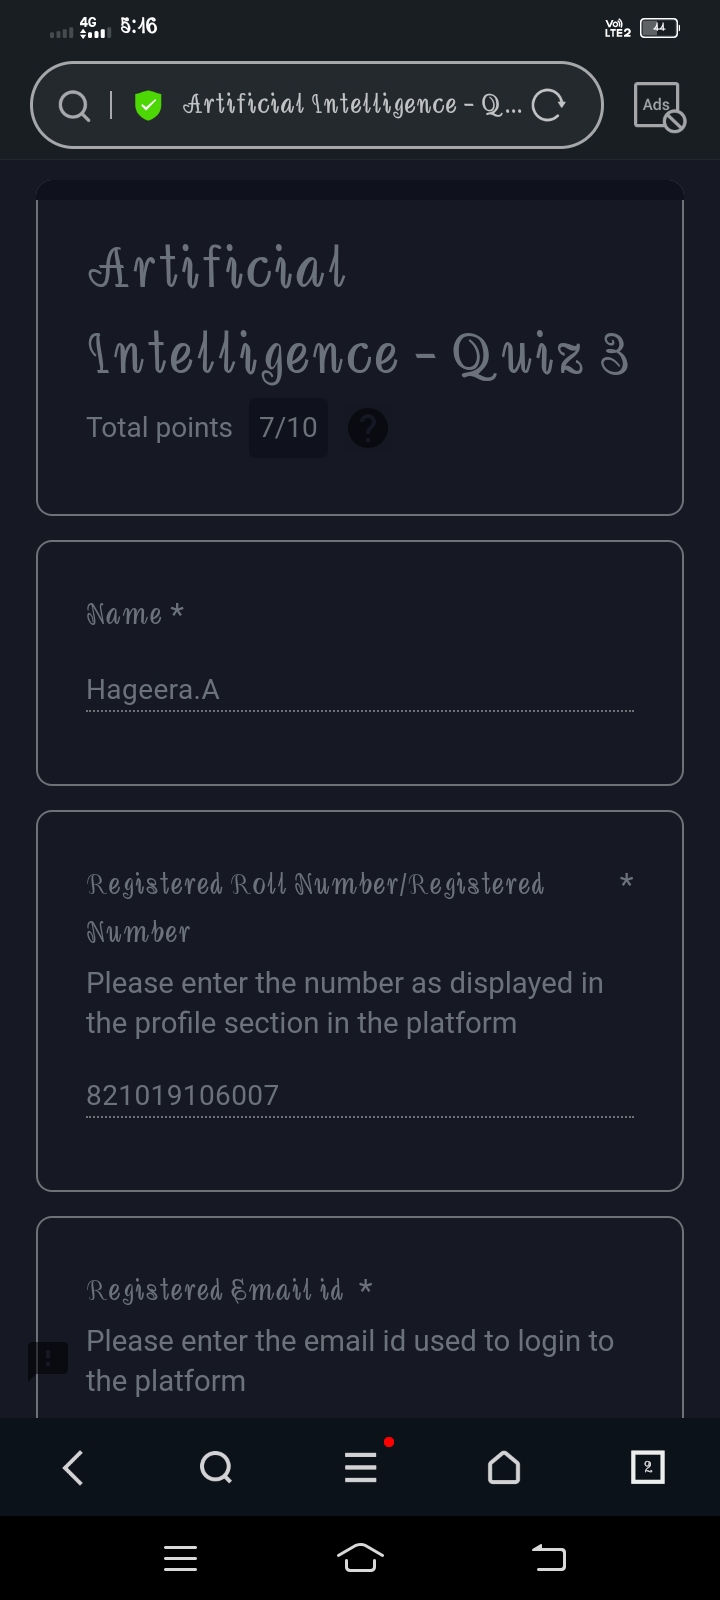 4G 5:16 Vo) LTE2 44
Artificial Intelligence - Q... Ads
Artificial
Intelligence - Quiz 3
Total points 7/10 ?
Name *
Hageera.A
Registered Roll Number/Registered *
Number
Please enter the number as displayed in
the profile section in the platform
821019106007
Registered Email id *
Please enter the email id used to login to
the platform
2